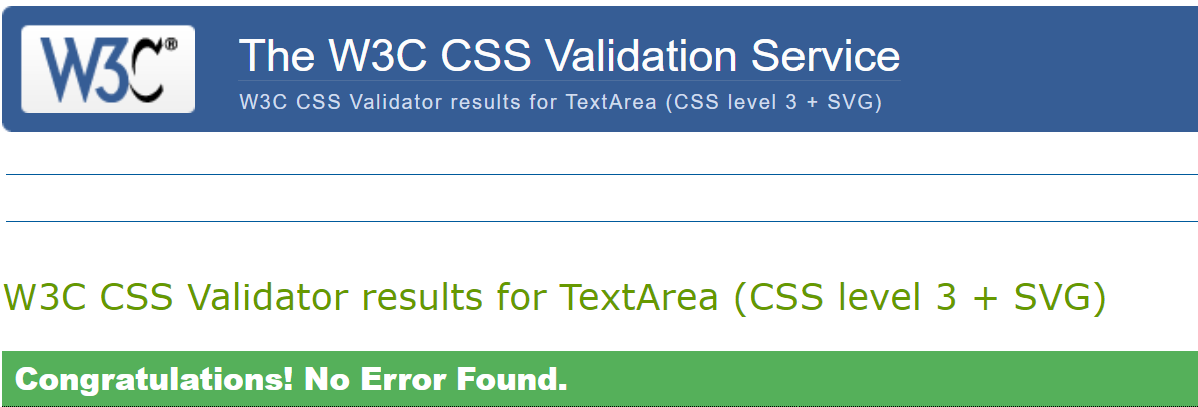 W3C®
The W3C CSS Validation Service
W3C CSS Validator results for TextArea (CSS level 3 + SVG)
W3C CSS Validator results for TextArea (CSS level 3 + SVG)
Congratulations! No Error Found.